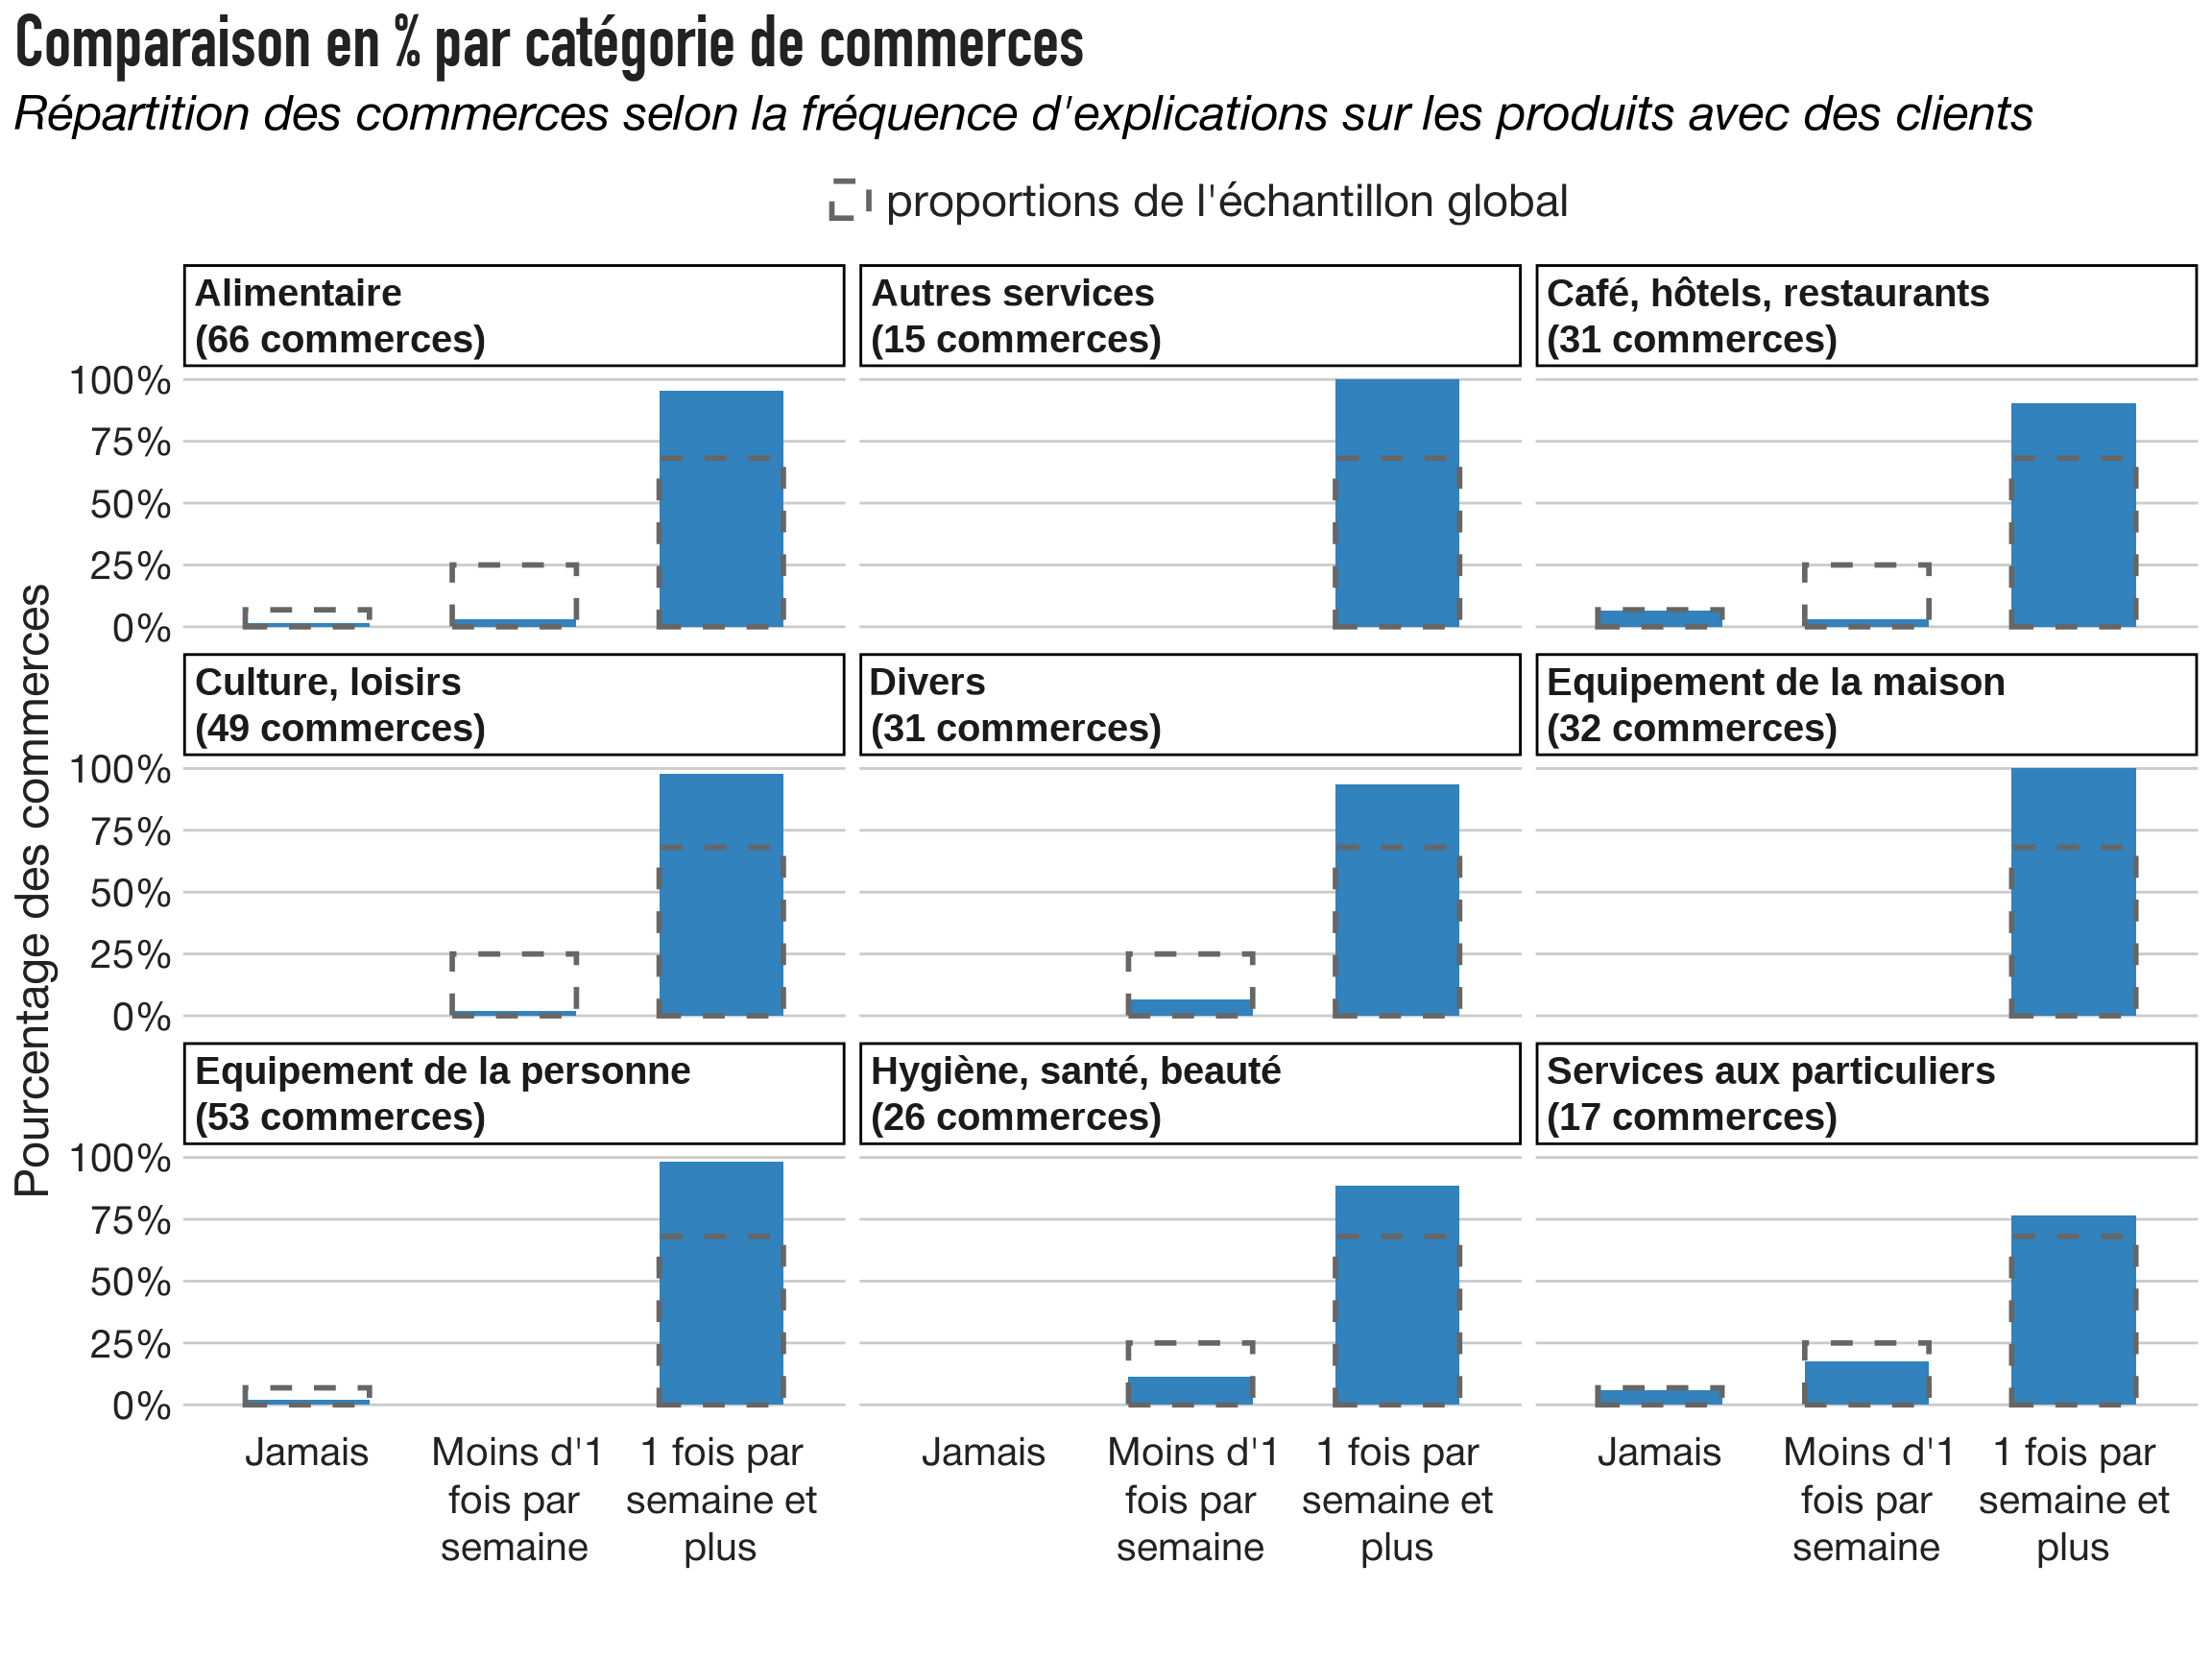 Comparaison en % par catégorie de commerces
Répartition des commerces selon la fréquence d'explications sur les produits avec des clients
proportions de l'échantillon global
Pourcentage des commerces
Alimentaire
(66 commerces)
Autres services
(15 commerces)
Café, hôtels, restaurants
(31 commerces)
100%
75%
50%
25%
0%
Culture, loisirs
(49 commerces)
Divers
(31 commerces)
Equipement de la maison
(32 commerces)
100%
75%
50%
25%
0%
Equipement de la personne
(53 commerces)
Hygiène, santé, beauté
(26 commerces)
Services aux particuliers
(17 commerces)
100%
75%
50%
25%
0%
Jamais
Moins d'1
fois par
semaine
1 fois par
semaine et
plus
Jamais
Moins d'1
fois par
semaine
1 fois par
semaine et
plus
Jamais
Moins d'1
fois par
semaine
1 fois par
semaine et
plus